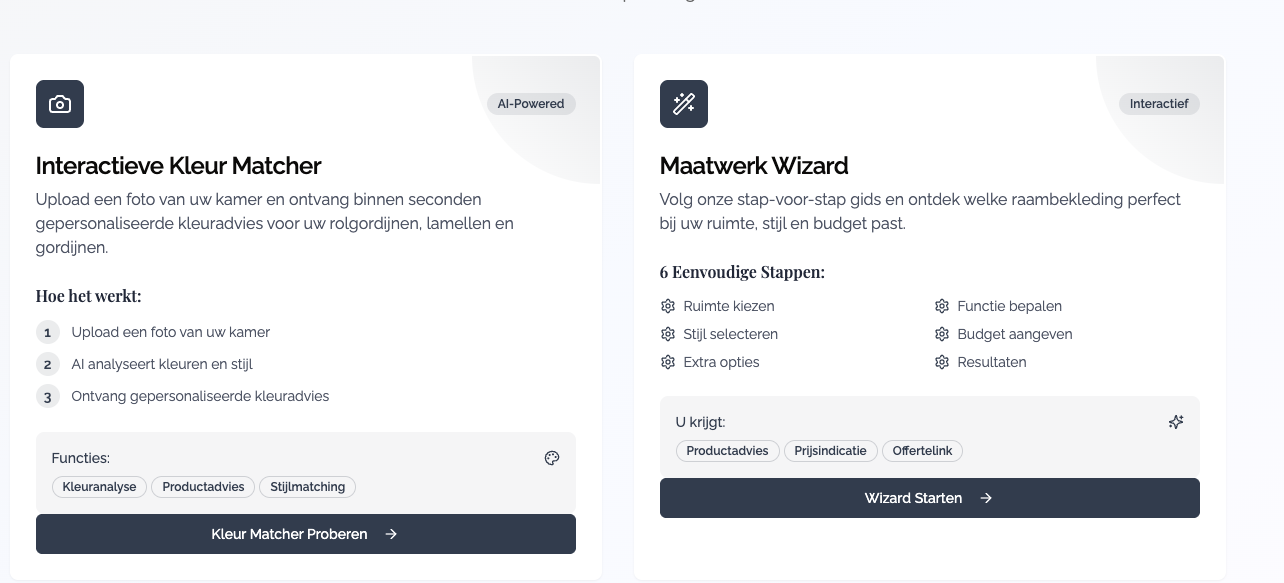 AI-Powered
Interactieve Kleur Matcher
Upload een foto van uw kamer en ontvang binnen seconden
gepersonaliseerde kleuradvies voor uw rolgordijnen, lamellen en
gordijnen.
Hoe het werkt:
1 Upload een foto van uw kamer
2 AI analyseert kleuren en stijl
3 Ontvang gepersonaliseerde kleuradvies
Functies:
Kleuranalyse Productadvies Stijlmatching
Kleur Matcher Proberen →
Interactief
Maatwerk Wizard
Volg onze stap-voor-stap gids en ontdek welke raambekleding perfect
bij uw ruimte, stijl en budget past.
6 Eenvoudige Stappen:
Ruimte kiezen Functie bepalen
Stijl selecteren Budget aangeven
Extra opties Resultaten
U krijgt:
Productadvies Prijsindicatie Offertelink
Wizard Starten →